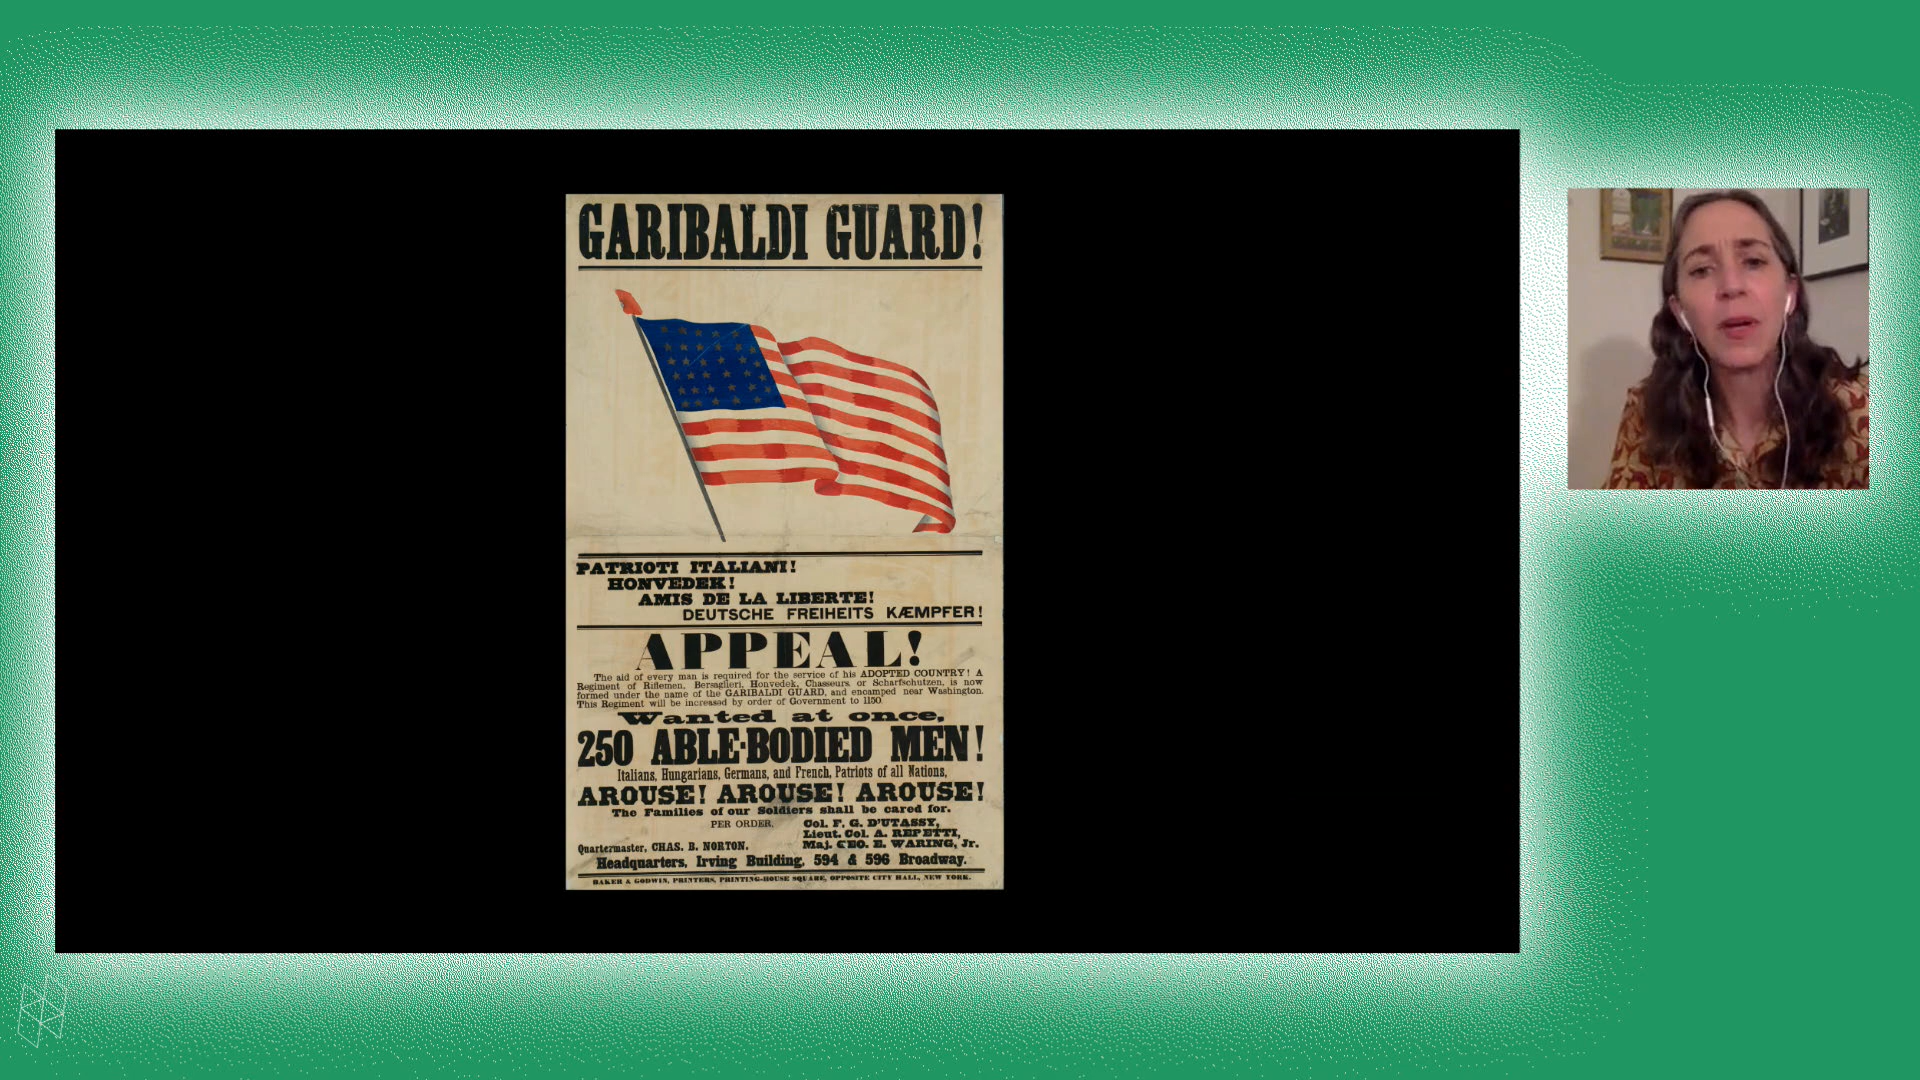 GARIBALDI GUARD!
PATRIOTI ITALIANI!
HONVEDEK!
AMIS DE LA LIBERTE!
DEUTSCHE FREIHEITS KÆMPFER!
APPEAL!
The aid of every man is required for the service of his ADOPTED COUNTRY! A
Regiment of Riflemen, Bersaglieri, Honvedek, Chasseurs, or Scharfschutzen, is now
formed under the name of the GARIBALDI GUARD, and encamped near Washington.
This Regiment will be increased by order of Government to 1150.
Wanted at once,
250 ABLE-BODIED MEN!
Italians, Hungarians, Germans, and French, Patriots of all Nations,
AROUSE! AROUSE! AROUSE!
The Families of our Soldiers shall be cared for.
PER ORDER, Col. F. G. D'UTASSY,
Lieut. Col. A. REPETTI,
Quartermaster, CHAS. B. NORTON. Maj. GEO. E. WARING, Jr.
Headquarters, Irving Building, 594 & 596 Broadway.
BAKER & GODWIN, PRINTERS, PRINTING-HOUSE SQUARE, OPPOSITE CITY HALL, NEW YORK.